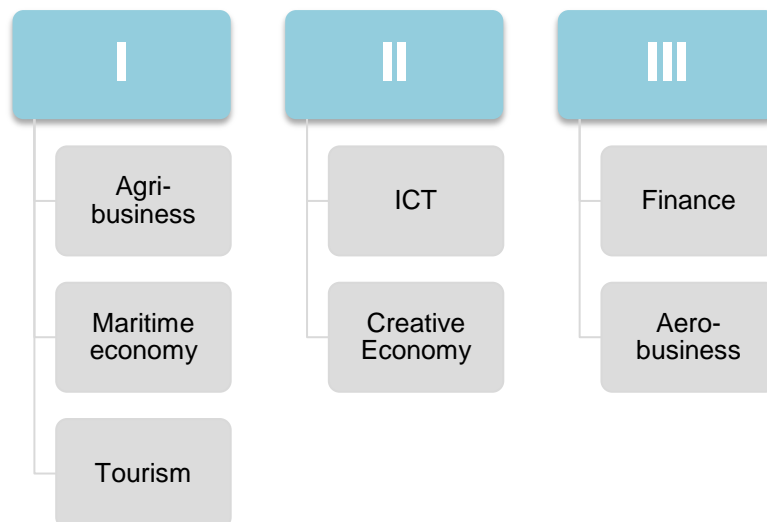 I
Agri-
business
Maritime
economy
Tourism
II
ICT
Creative
Economy
III
Finance
Aero-
business